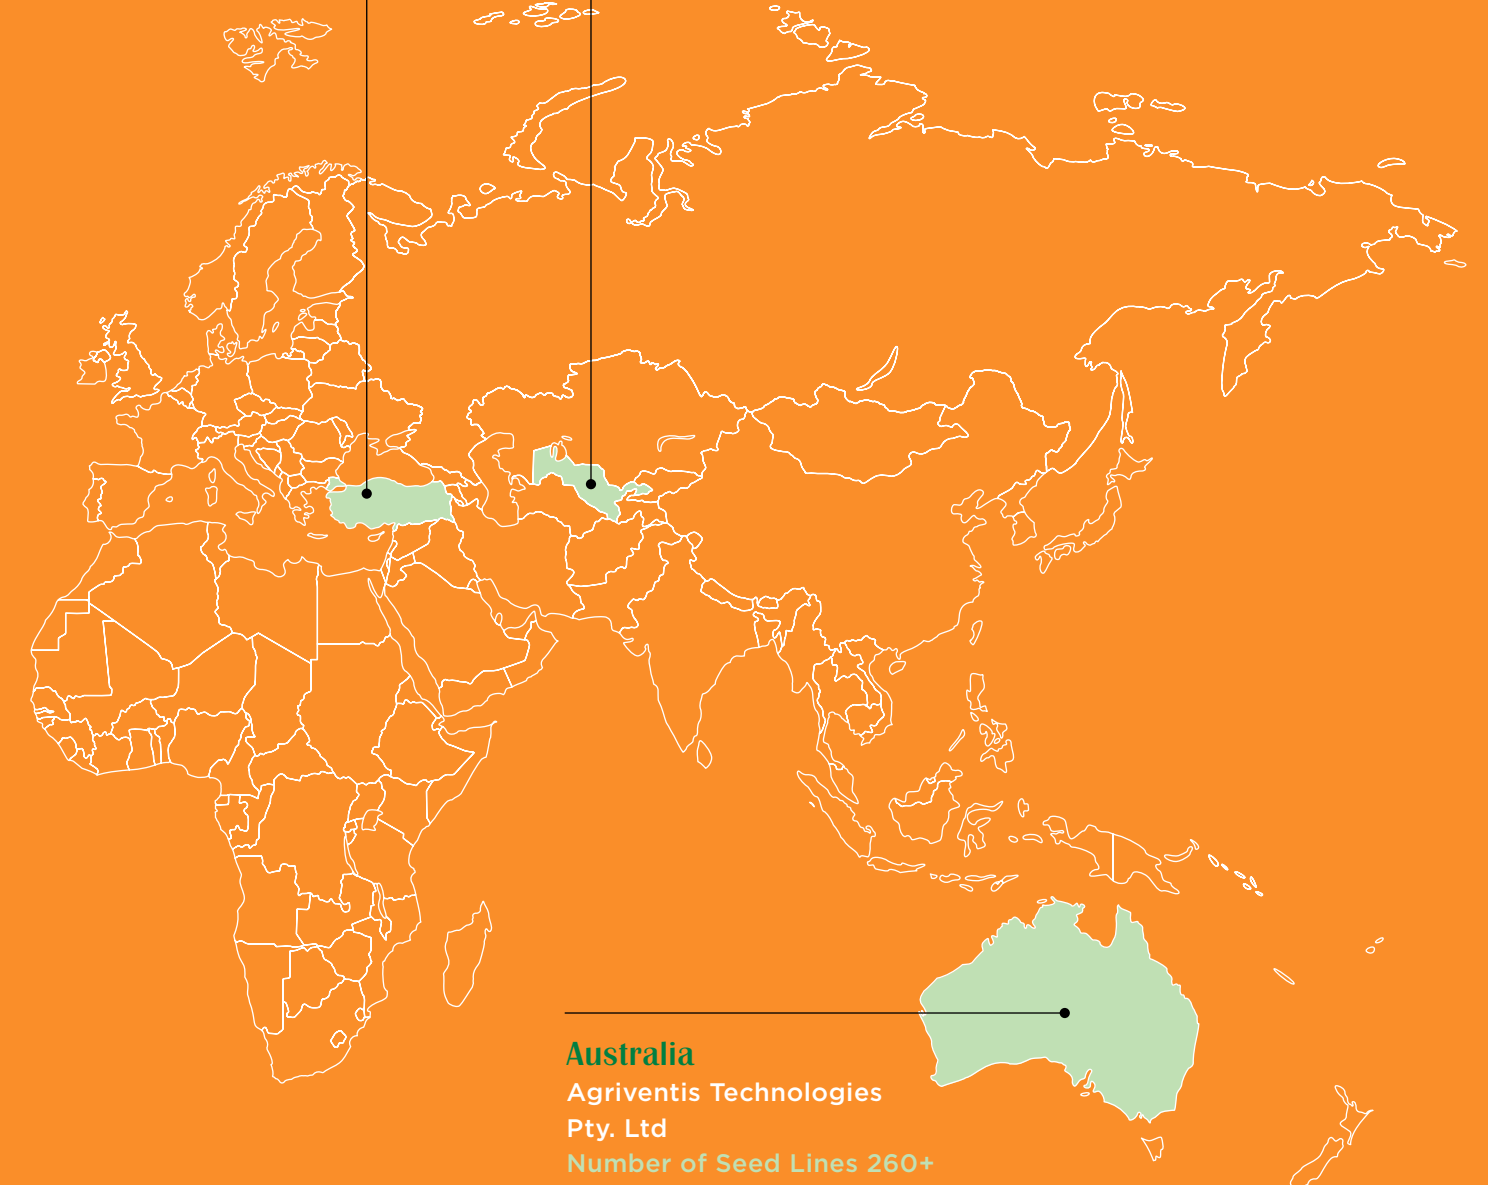 Australia
Agriventis Technologies
Pty. Ltd
Number of Seed Lines 260+